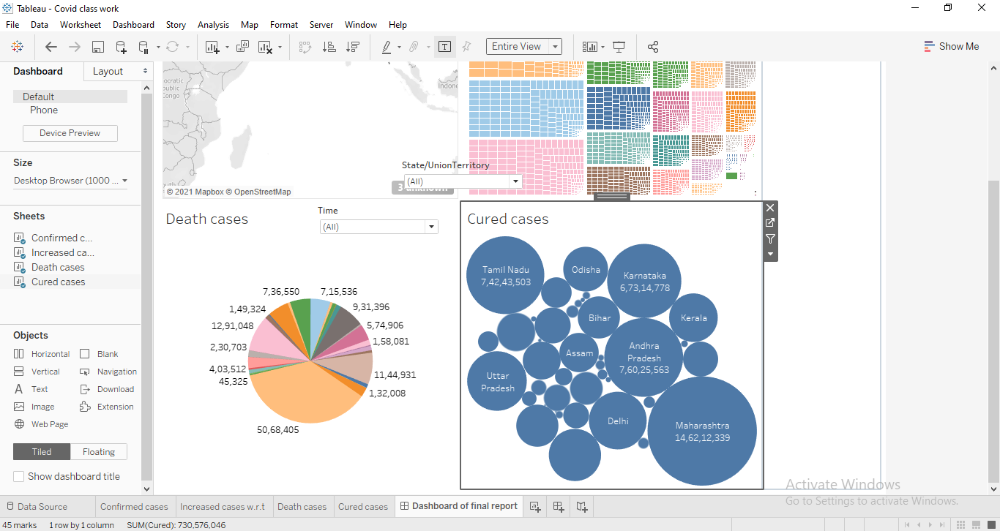 Tableau - Covid class work
File Data Worksheet Dashboard Story Analysis Map Format Server Window Help
T Entire View Show Me
Dashboard Layout
Default
Phone
Device Preview
Size
Desktop Browser (1000 ...
Sheets
Confirmed c...
Increased ca...
Death cases
Cured cases
Objects
Horizontal Blank
Vertical Navigation
A Text Download
Image Extension
Web Page
Tiled Floating
Show dashboard title
Congo
© 2021 Mapbox © OpenStreetMap
State/UnionTerritory
(All)
3 unknown
Death cases
Time
(All)
7,36,550
7,15,536
1,49,324
9,31,396
12,91,048
5,74,906
2,30,703
1,58,081
4,03,512
45,325
11,44,931
1,32,008
50,68,405
Cured cases
Tamil Nadu
7,42,43,503
Odisha
Karnataka
6,73,14,778
Bihar
Kerala
Assam
Andhra
Pradesh
7,60,25,563
Uttar
Pradesh
Delhi
Maharashtra
14,62,12,339
Activate Windows
Go to Settings to activate Windows.
Data Source Confirmed cases Increased cases w.r.t Death cases Cured cases Dashboard of final report
45 marks 1 row by 1 column SUM(Cured): 730,576,046